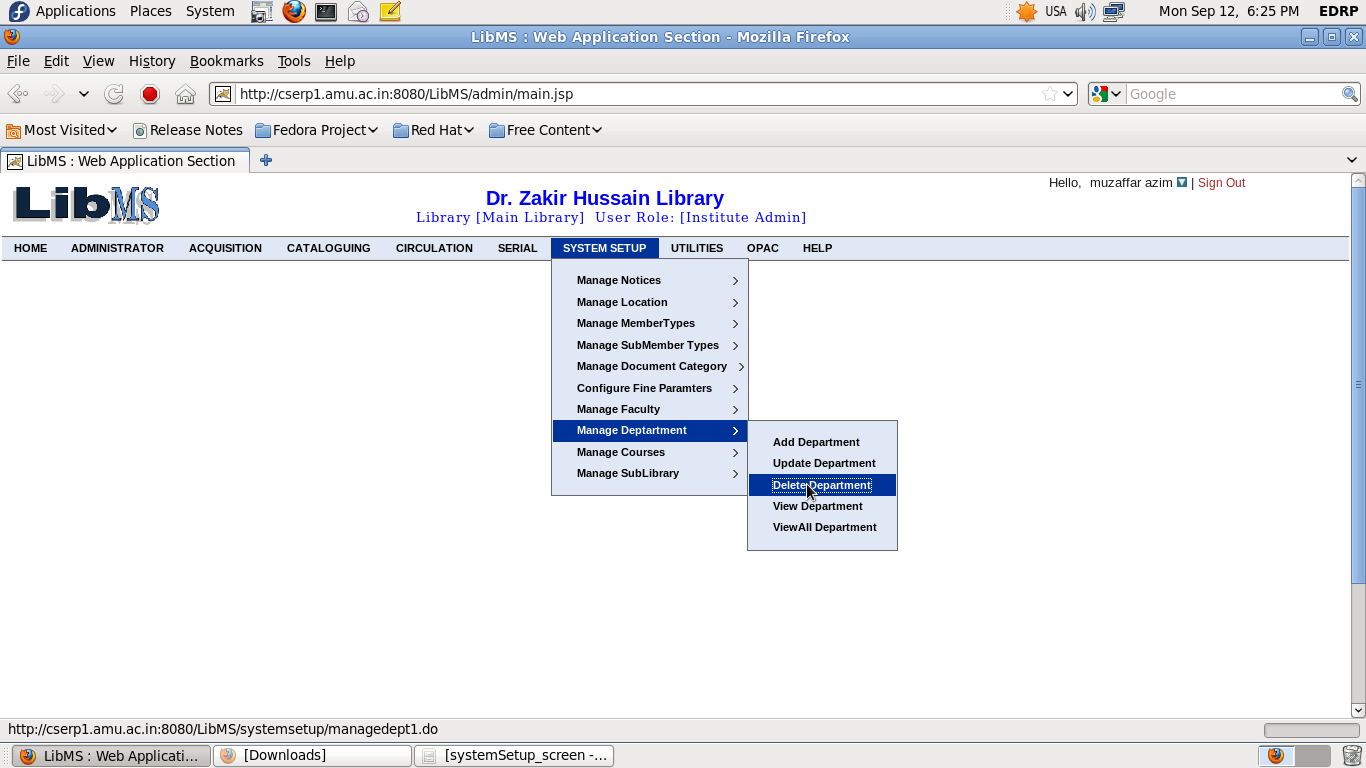 Applications Places System USA Mon Sep 12, 6:25 PM EDRP
LibMS : Web Application Section - Mozilla Firefox
File Edit View History Bookmarks Tools Help
http://cserp1.amu.ac.in:8080/LibMS/admin/main.jsp Google
Most Visited Release Notes Fedora Project Red Hat Free Content
LibMS : Web Application Section
Hello, muzaffar azim | Sign Out
LibMS
Dr. Zakir Hussain Library
Library [Main Library] User Role: [Institute Admin]
HOME ADMINISTRATOR ACQUISITION CATALOGUING CIRCULATION SERIAL SYSTEM SETUP UTILITIES OPAC HELP
Manage Notices
Manage Location
Manage MemberTypes
Manage SubMember Types
Manage Document Category
Configure Fine Paramters
Manage Faculty
Manage Deptartment
Manage Courses
Manage SubLibrary
Add Department
Update Department
Delete Department
View Department
ViewAll Department
http://cserp1.amu.ac.in:8080/LibMS/systemsetup/managedept1.do
LibMS : Web Applicati... [Downloads] [systemSetup_screen -...